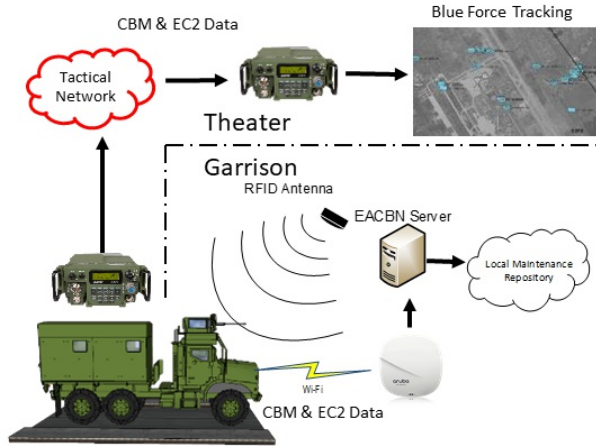 Blue Force Tracking
CBM & EC2 Data
Tactical
Network
Theater
Garrison
RFID Antenna
EACBN Server
Local Maintenance
Repository
aruba
Wi-Fi
CBM & EC2 Data